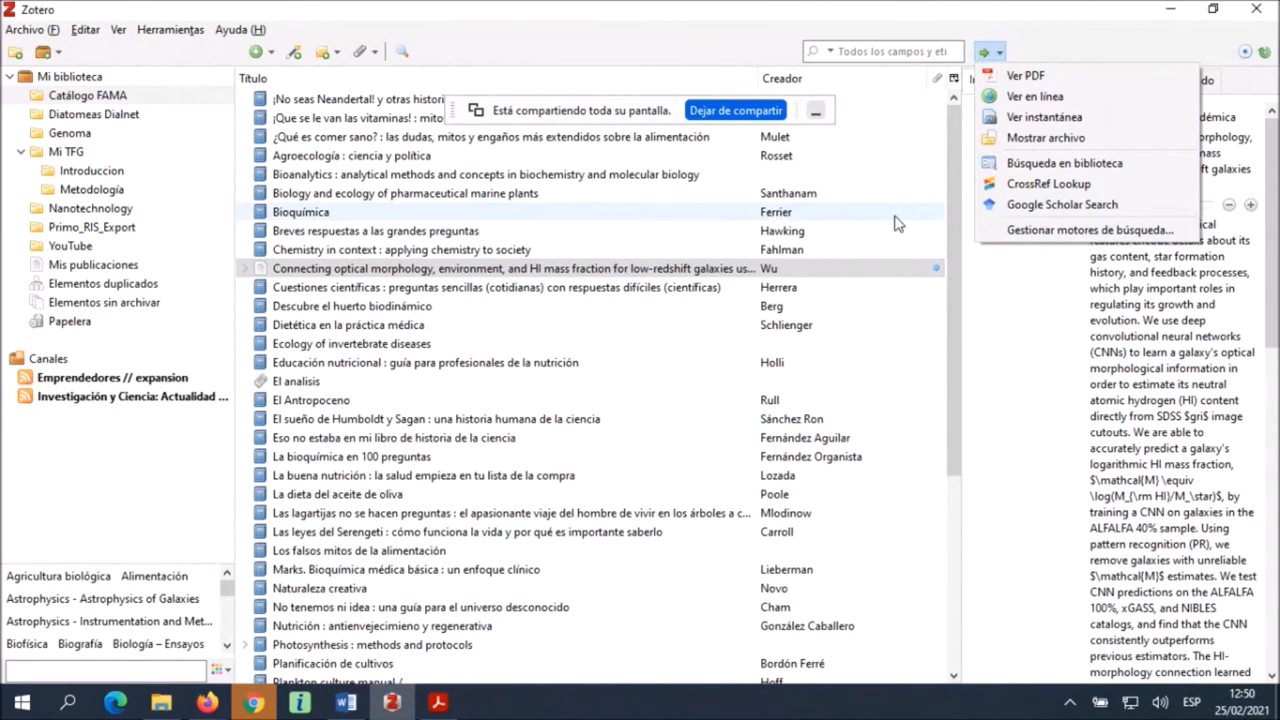 Zotero
Archivo (F) Editar Ver Herramientas Ayuda (H)
Todos los campos y eti
Mi biblioteca
Catálogo FAMA
Diatomeas Dialnet
Genoma
Mi TFG
Introduccion
Metodología
Nanotechnology
Primo_RIS_Export
YouTube
Mis publicaciones
Elementos duplicados
Elementos sin archivar
Papelera
Canales
Emprendedores // expansion
Investigación y Ciencia: Actualidad ...
Agricultura biológica Alimentación
Astrophysics - Astrophysics of Galaxies
Astrophysics - Instrumentation and Met...
Biofísica Biografía Biología – Ensayos
Título Creador
¡No seas Neandertal! y otras histori
¡Que se le van las vitaminas! : mit
¿Qué es comer sano? : las dudas, mitos y engaños más extendidos sobre la alimentación Mulet
Agroecología : ciencia y política Rosset
Bioanalytics : analytical methods and concepts in biochemistry and molecular biology
Biology and ecology of pharmaceutical marine plants Santhanam
Bioquímica Ferrier
Breves respuestas a las grandes preguntas Hawking
Chemistry in context : applying chemistry to society Fahlman
Connecting optical morphology, environment, and HI mass fraction for low-redshift galaxies us... Wu
Cuestiones científicas : preguntas sencillas (cotidianas) con respuestas difíciles (científicas) Herrera
Descubre el huerto biodinámico Berg
Dietética en la práctica médica Schlienger
Ecology of invertebrate diseases
Educación nutricional : guía para profesionales de la nutrición Holli
El analisis
El Antropoceno Rull
El sueño de Humboldt y Sagan : una historia humana de la ciencia Sánchez Ron
Eso no estaba en mi libro de historia de la ciencia Fernández Aguilar
La bioquímica en 100 preguntas Fernández Organista
La buena nutrición : la salud empieza en tu lista de la compra Lozada
La dieta del aceite de oliva Poole
Las lagartijas no se hacen preguntas : el apasionante viaje del hombre de vivir en los árboles a c... Mlodinow
Las leyes del Serengeti : cómo funciona la vida y por qué es importante saberlo Carroll
Los falsos mitos de la alimentación
Marks. Bioquímica médica básica : un enfoque clínico Lieberman
Naturaleza creativa Novo
No tenemos ni idea : una guía para el universo desconocido Cham
Nutrición : antienvejecimieno y regenerativa González Caballero
Photosynthesis : methods and protocols
Planificación de cultivos Bordón Ferré
Plankton culture manual / Hoff
Está compartiendo toda su pantalla. Dejar de compartir
Ver PDF
Ver en línea
Ver instantánea
Mostrar archivo
Búsqueda en biblioteca
CrossRef Lookup
Google Scholar Search
Gestionar motores de búsqueda...
do
démica
orphology,
mass
ft galaxies
gas content, star formation
history, and feedback processes,
which play important roles in
regulating its growth and
evolution. We use deep
convolutional neural networks
(CNNs) to learn a galaxy's optical
morphological information in
order to estimate its neutral
atomic hydrogen (HI) content
directly from SDSS $gri$ image
cutouts. We are able to
accurately predict a galaxy's
logarithmic HI mass fraction,
$\mathcal{M} \equiv
\log(M_{\rm HI}/M_\star)$, by
training a CNN on galaxies in the
ALFALFA 40% sample. Using
pattern recognition (PR), we
remove galaxies with unreliable
$\mathcal{M}$ estimates. We test
CNN predictions on the ALFALFA
100%, xGASS, and NIBLES
catalogs, and find that the CNN
consistently outperforms
previous estimators. The HI-
morphology connection learned
ESP
12:50
25/02/2021